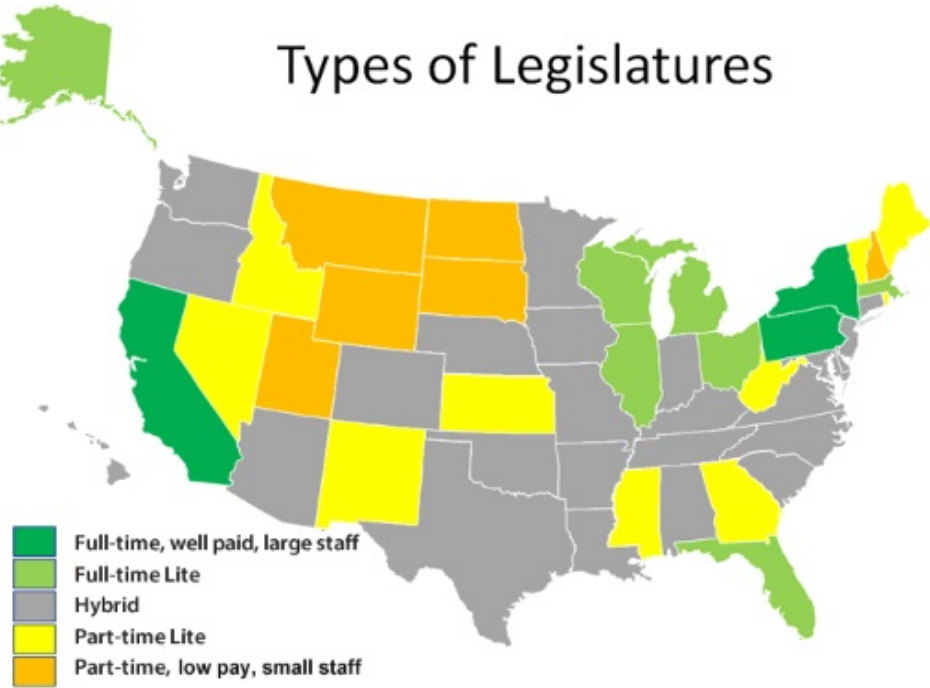 Types of Legislatures
Full-time, well paid, large staff
Full-time Lite
Hybrid
Part-time Lite
Part-time, low pay, small staff